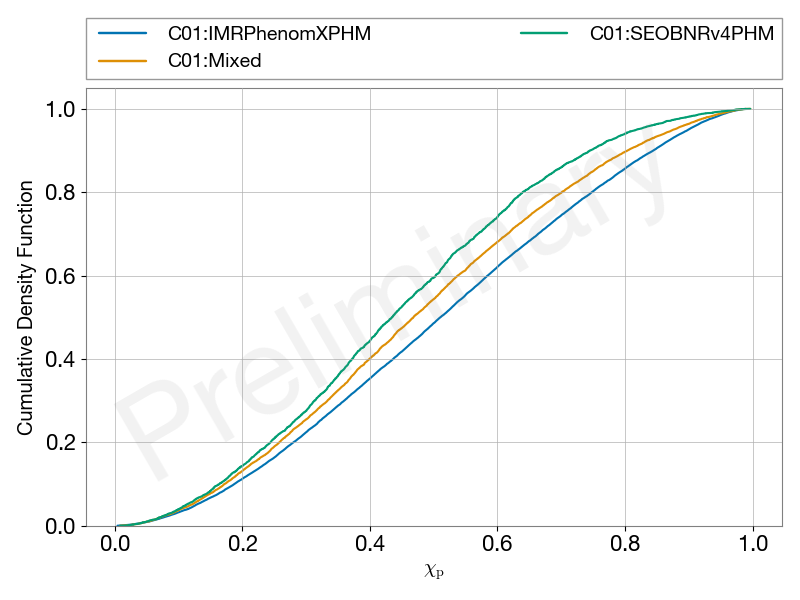 C01:IMRPhenomXPHM
C01:Mixed
C01:SEOBNRv4PHM
1.0
0.8
0.6
0.4
0.2
0.0
Cumulative Density Function
Preliminary
0.0 0.2 0.4 0.6 0.8 1.0
χp